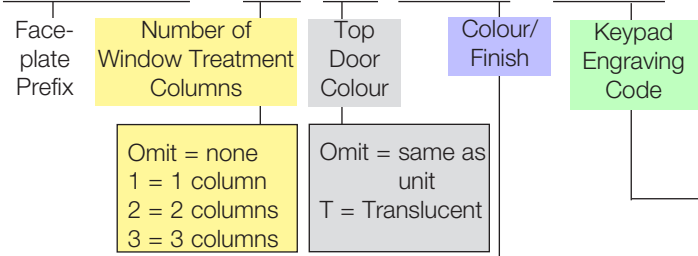 Face-
plate
Prefix
Number of
Window Treatment
Columns
Top
Door
Colour
Colour/
Finish
Keypad
Engraving
Code
Omit = none
1 = 1 column
2 = 2 columns
3 = 3 columns
Omit = same as
unit
T = Translucent